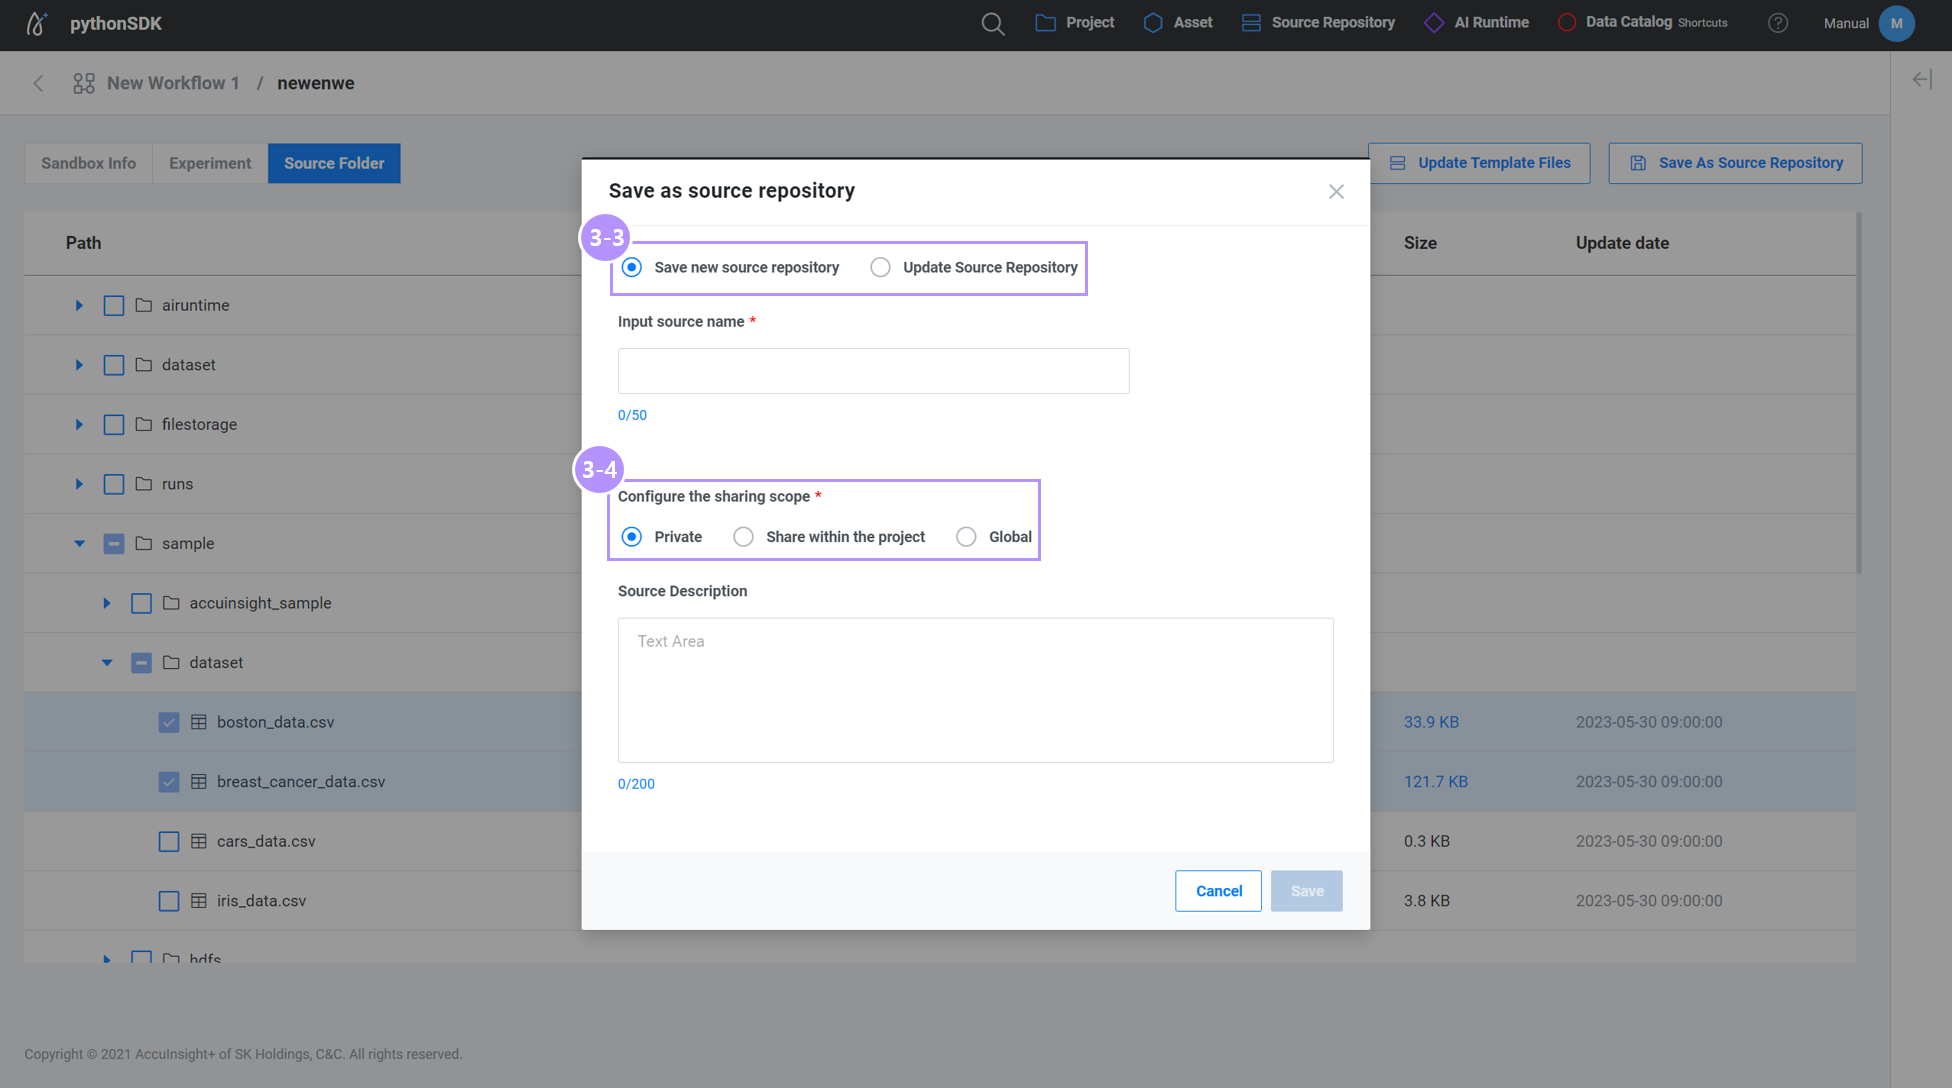 pythonSDK
Project
Asset
Source Repository
AI Runtime
Data Catalog Shortcuts
?
Manual
M
New Workflow 1 / newenwe
Sandbox Info
Experiment
Source Folder
Update Template Files
Save As Source Repository
Path
Size
Update date
airuntime
dataset
filestorage
runs
sample
accuinsight_sample
dataset
boston_data.csv
33.9 KB
2023-05-30 09:00:00
breast_cancer_data.csv
121.7 KB
2023-05-30 09:00:00
cars_data.csv
0.3 KB
2023-05-30 09:00:00
iris_data.csv
3.8 KB
2023-05-30 09:00:00
hdfs
Save as source repository
3-3
Save new source repository
Update Source Repository
Input source name *
0/50
3-4
Configure the sharing scope *
Private
Share within the project
Global
Source Description
Text Area
0/200
Cancel
Save
Copyright © 2021 AccuInsight+ of SK Holdings, C&C. All rights reserved.